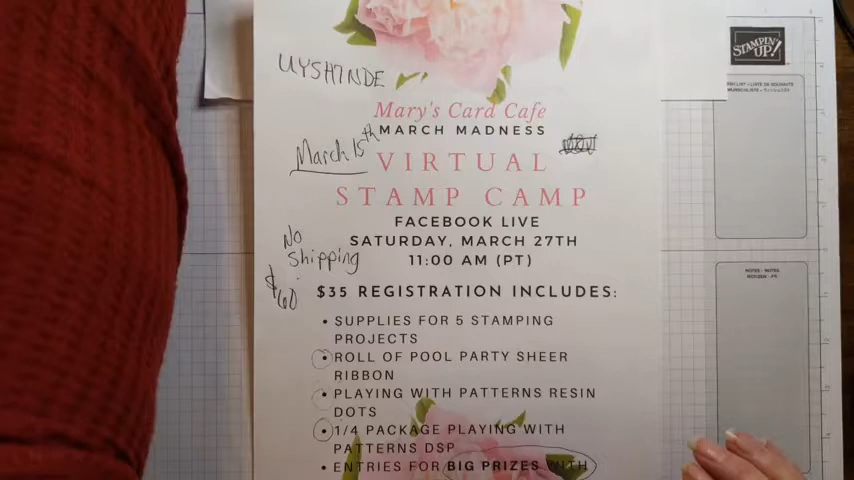 STAMPIN' UP!
UYSH7NDE
Mary's Card Cafe
MARCH MADNESS
March 15th
VIRTUAL
STAMP CAMP
FACEBOOK LIVE
SATURDAY, MARCH 27TH
11:00 AM (PT)
No
Shipping
$60
$35 REGISTRATION INCLUDES:
• SUPPLIES FOR 5 STAMPING
PROJECTS
• ROLL OF POOL PARTY SHEER
RIBBON
• PLAYING WITH PATTERNS RESIN
DOTS
• 1/4 PACKAGE PLAYING WITH
PATTERNS DSP
• ENTRIES FOR BIG PRIZES WITH